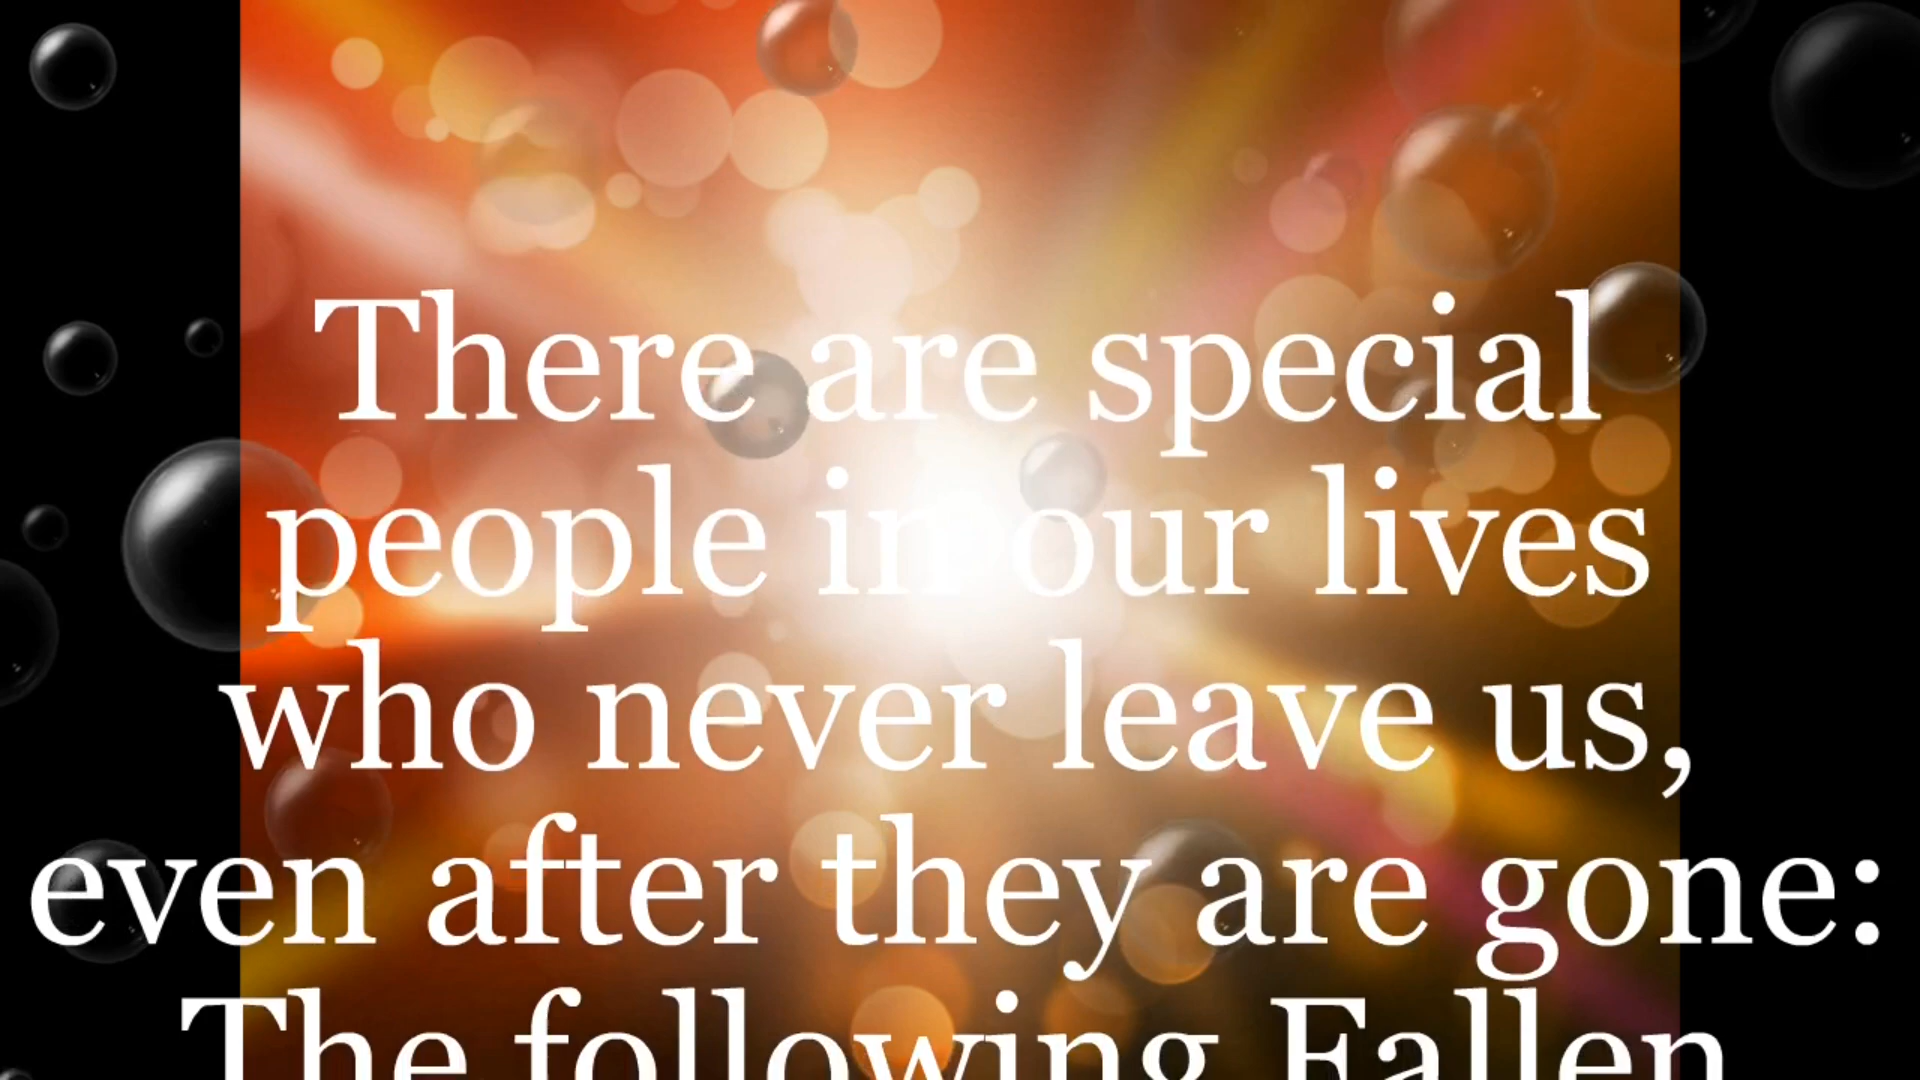 There are special
people in our lives
who never leave us,
even after they are gone:
The following Fallen